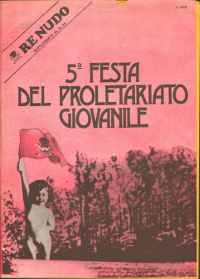 RE NUDO
5ª FESTA
DEL PROLETARIATO
GIOVANILE